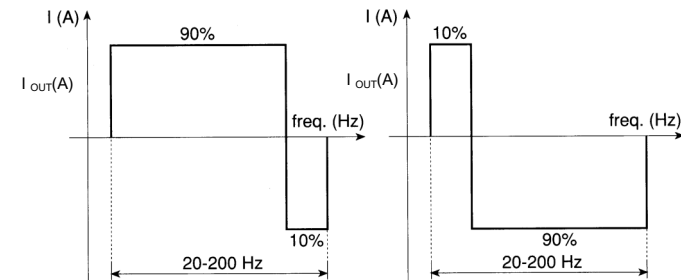 I (A)
90%
I OUT(A)
freq. (Hz)
10%
20-200 Hz
I (A)
10%
I OUT(A)
freq. (Hz)
90%
20-200 Hz